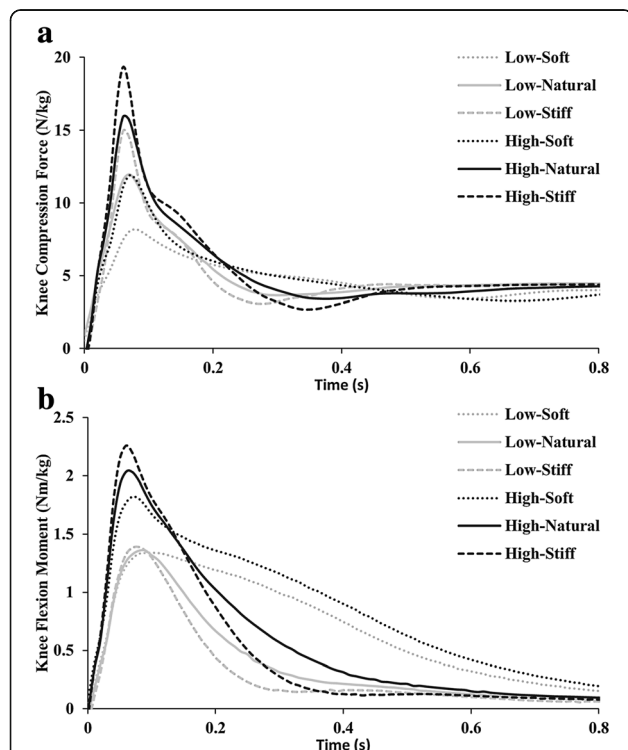 a
20
15
10
5
0
Knee Compression Force (N/kg)
Low-Soft
Low-Natural
Low-Stiff
High-Soft
High-Natural
High-Stiff
0 0.2 0.4 0.6 0.8
Time (s)
b
2.5
2
1.5
1
0.5
0
Knee Flexion Moment (Nm/kg)
Low-Soft
Low-Natural
Low-Stiff
High-Soft
High-Natural
High-Stiff
0 0.2 0.4 0.6 0.8
Time (s)